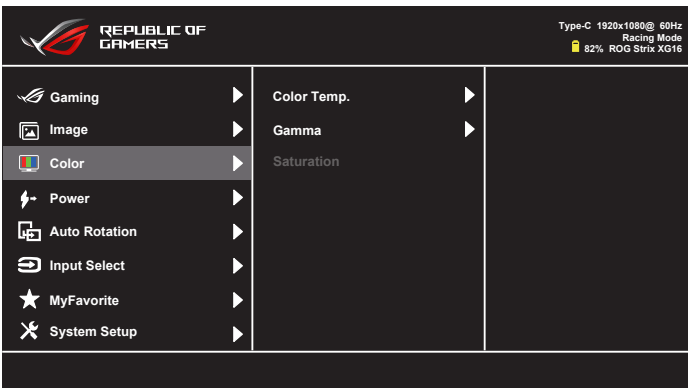 REPUBLIC OF
GAMERS
Type-C 1920x1080@ 60Hz
Racing Mode
82% ROG Strix XG16
Gaming
Image
Color
Power
Auto Rotation
Input Select
MyFavorite
System Setup
Color Temp.
Gamma
Saturation